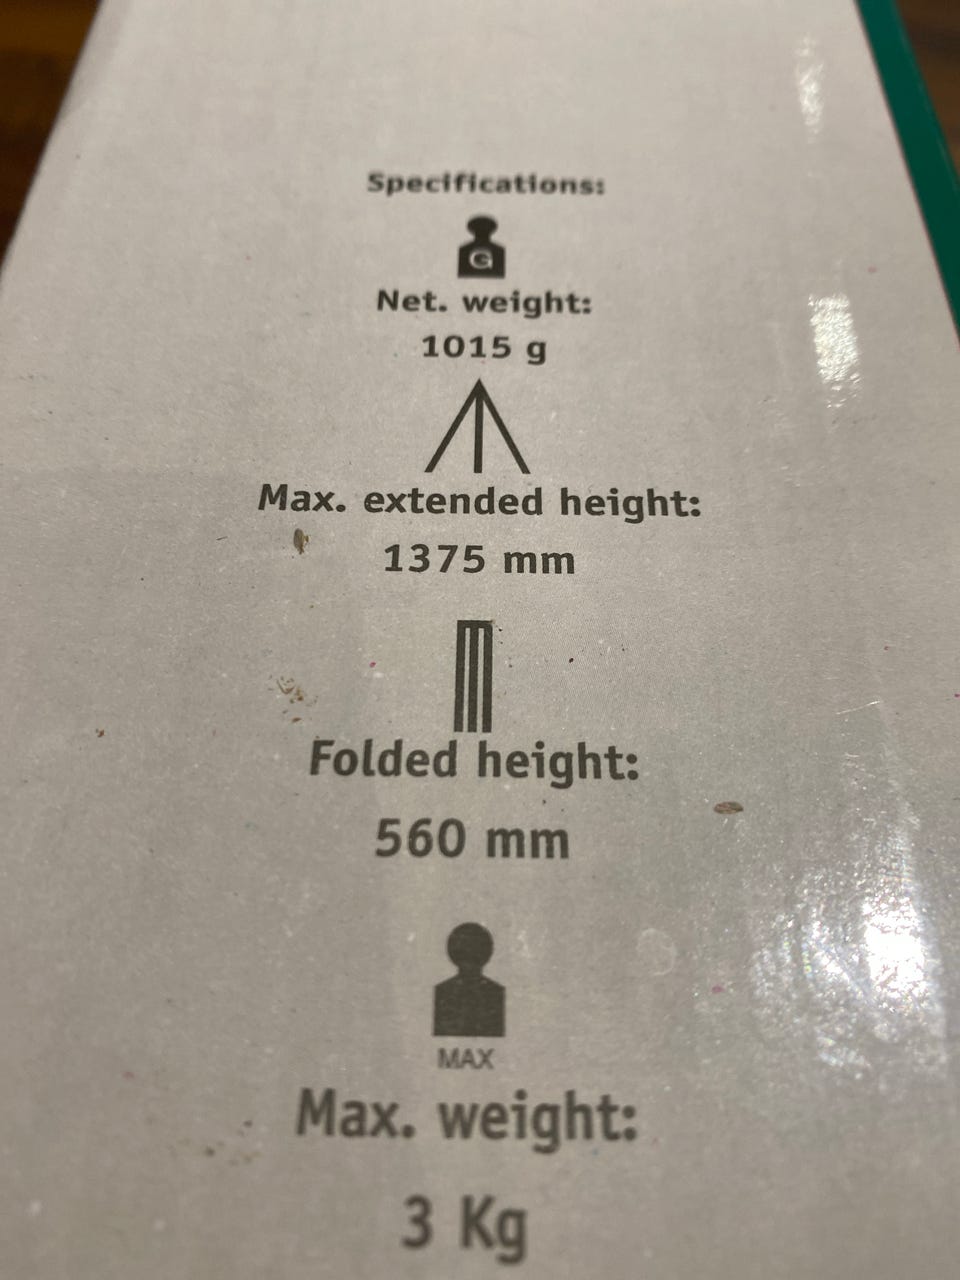 Specifications:
G
Net. weight:
1015 g
Max. extended height:
1375 mm
Folded height:
560 mm
MAX
Max. weight:
3 Kg